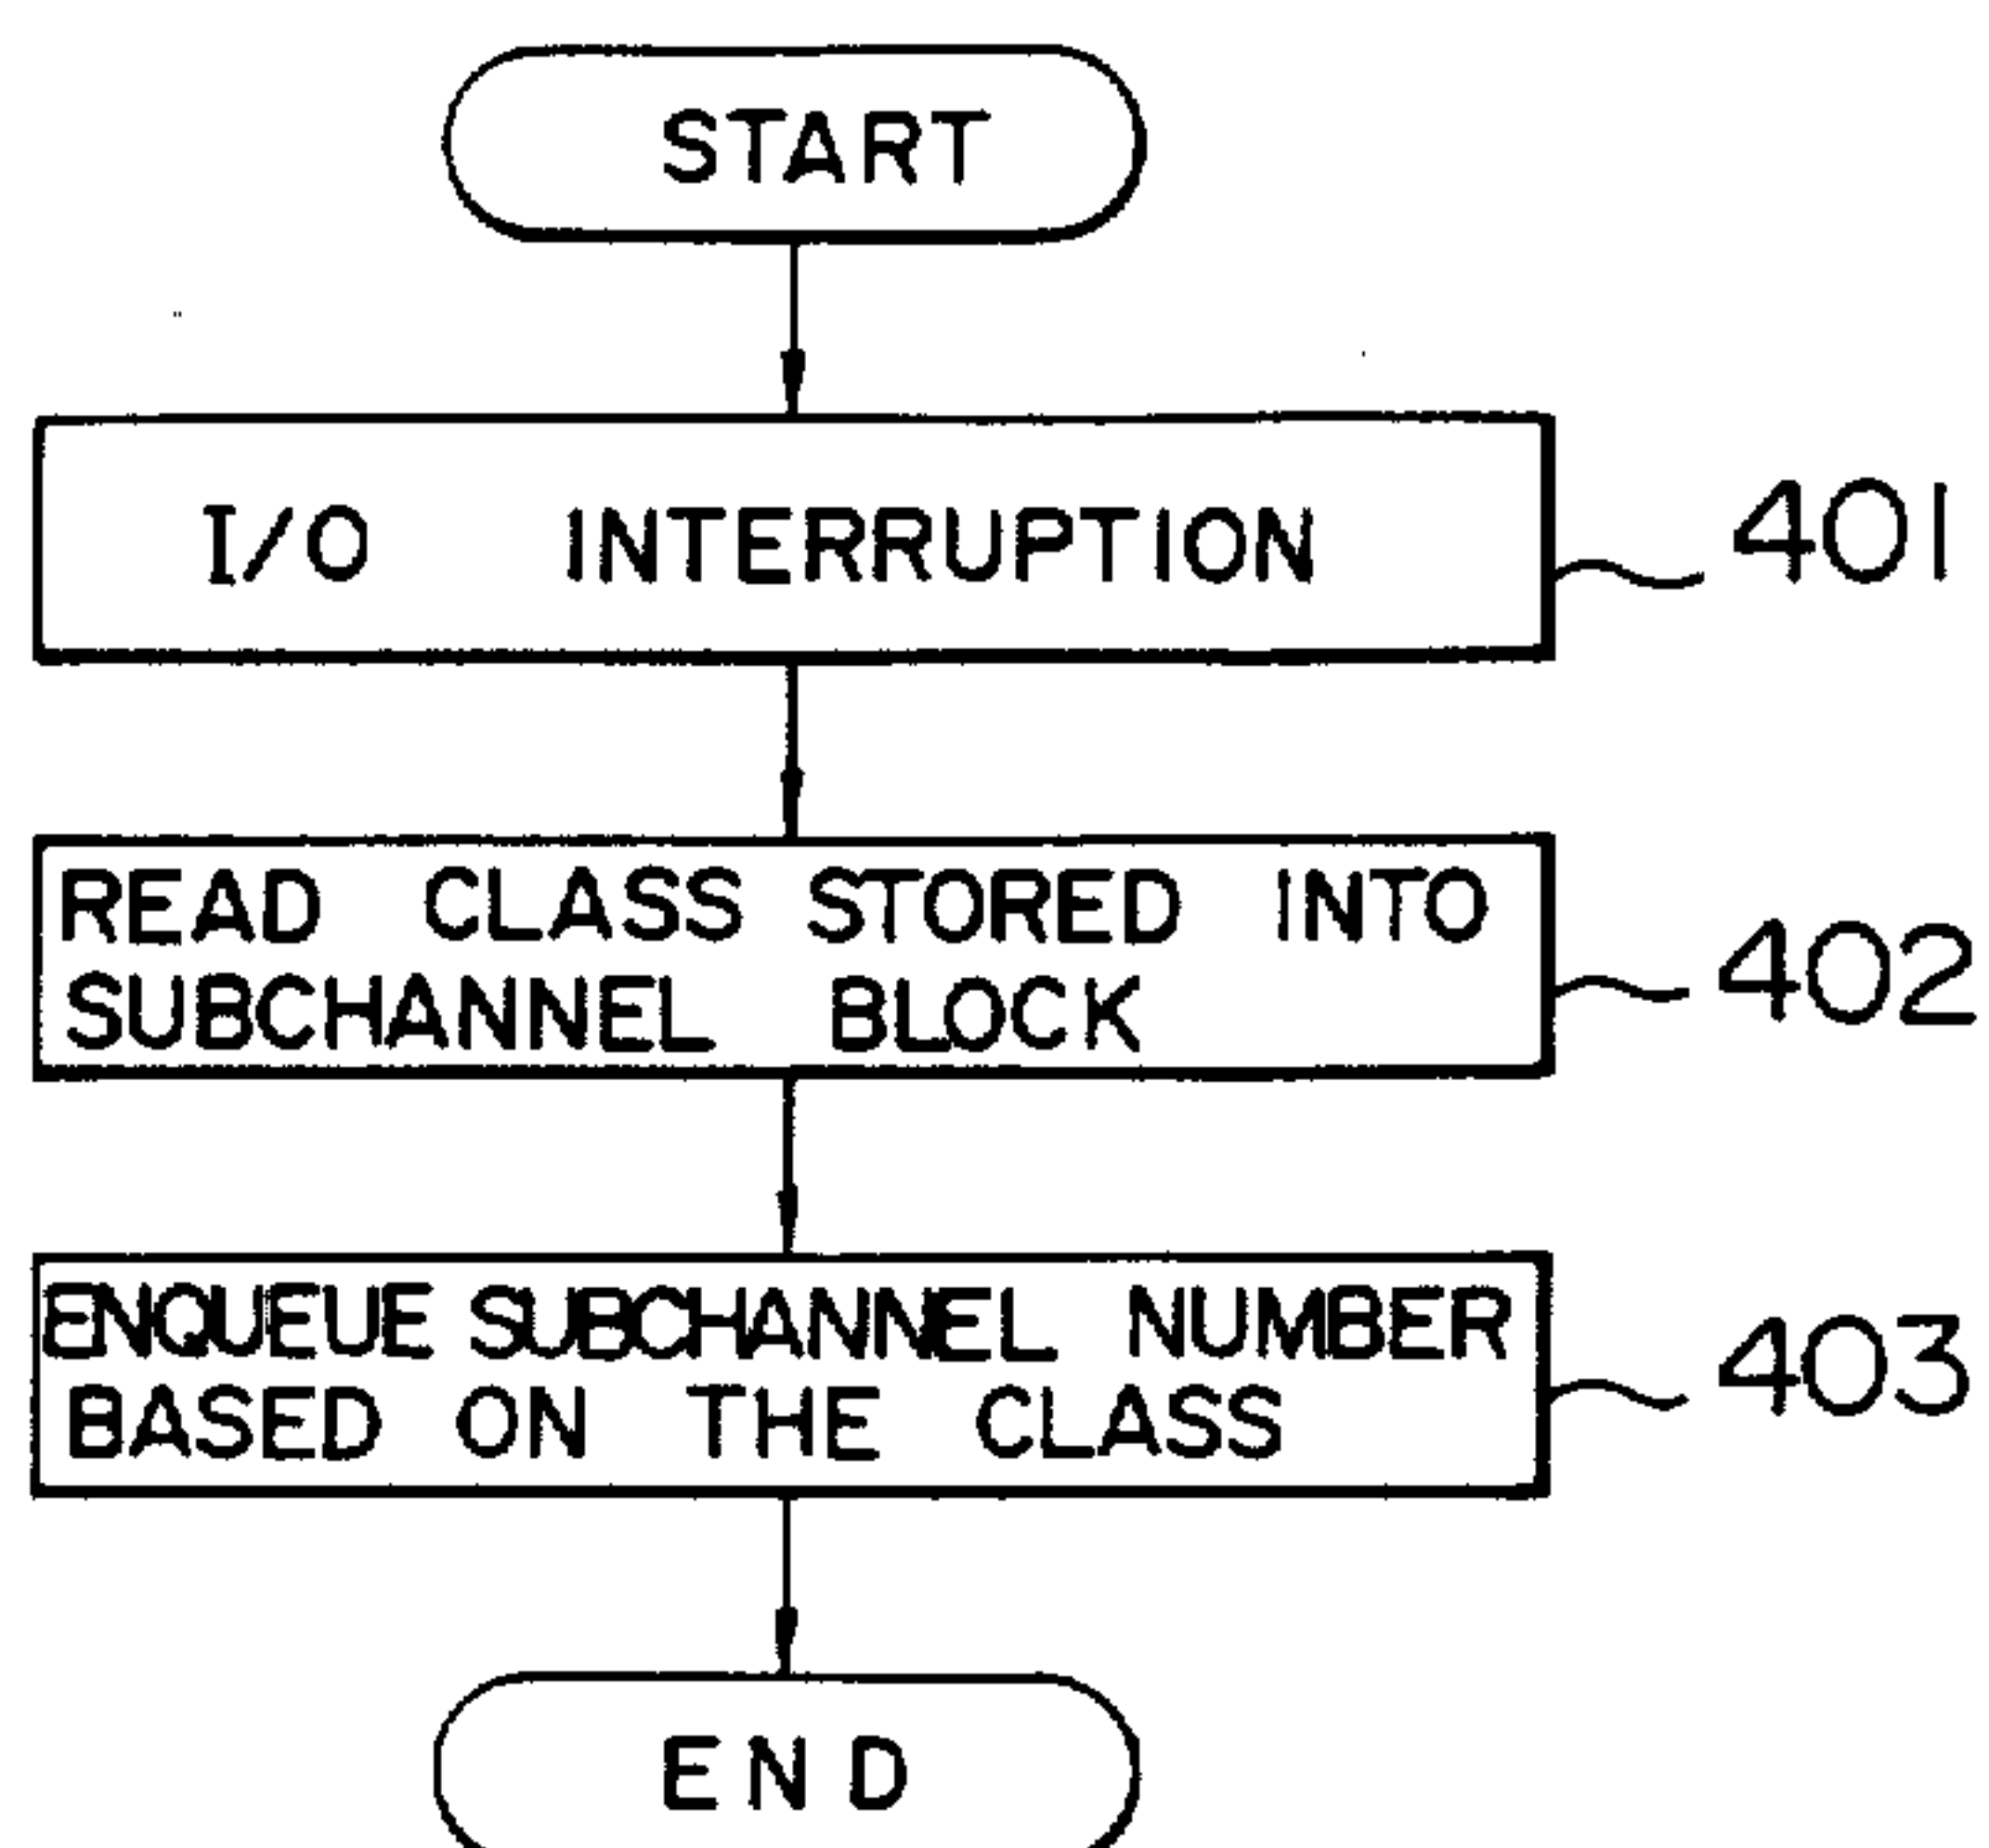 START
I/O INTERRUPTION
401
READ CLASS STORED INTO
SUBCHANNEL BLOCK
402
ENQUEUE SUBCHANNEL NUMBER
BASED ON THE CLASS
403
END